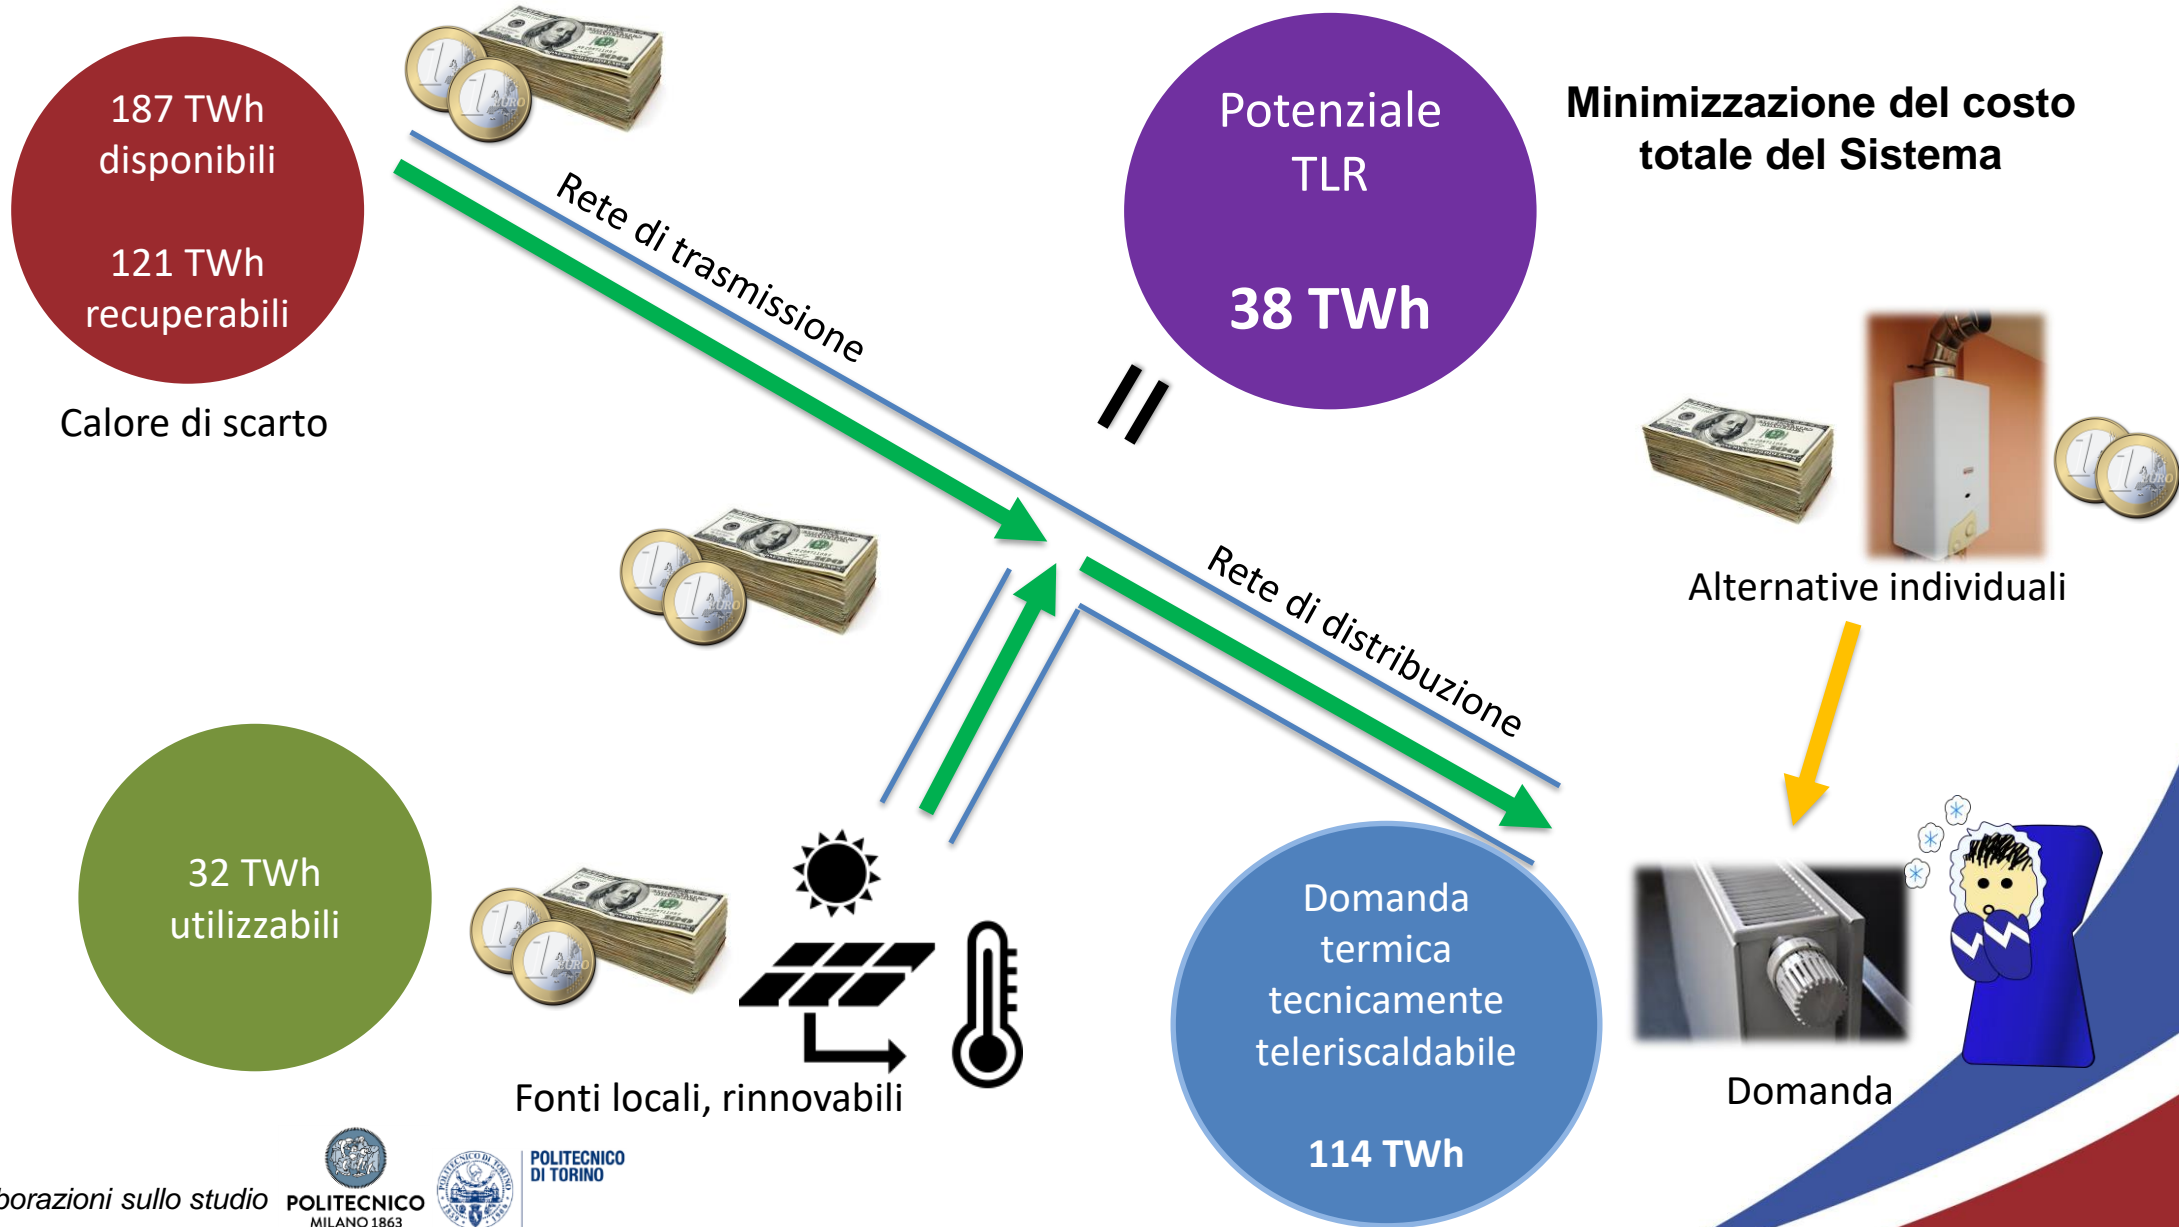 187 TWh
disponibili
121 TWh
recuperabili
Calore di scarto
Rete di trasmissione
Potenziale
TLR
38 TWh
Minimizzazione del costo
totale del Sistema
Alternative individuali
Rete di distribuzione
32 TWh
utilizzabili
Fonti locali, rinnovabili
Domanda
termica
tecnicamente
teleriscaldabile
114 TWh
Domanda
sullo studio
POLITECNICO
MILANO 1863
POLITECNICO
DI TORINO